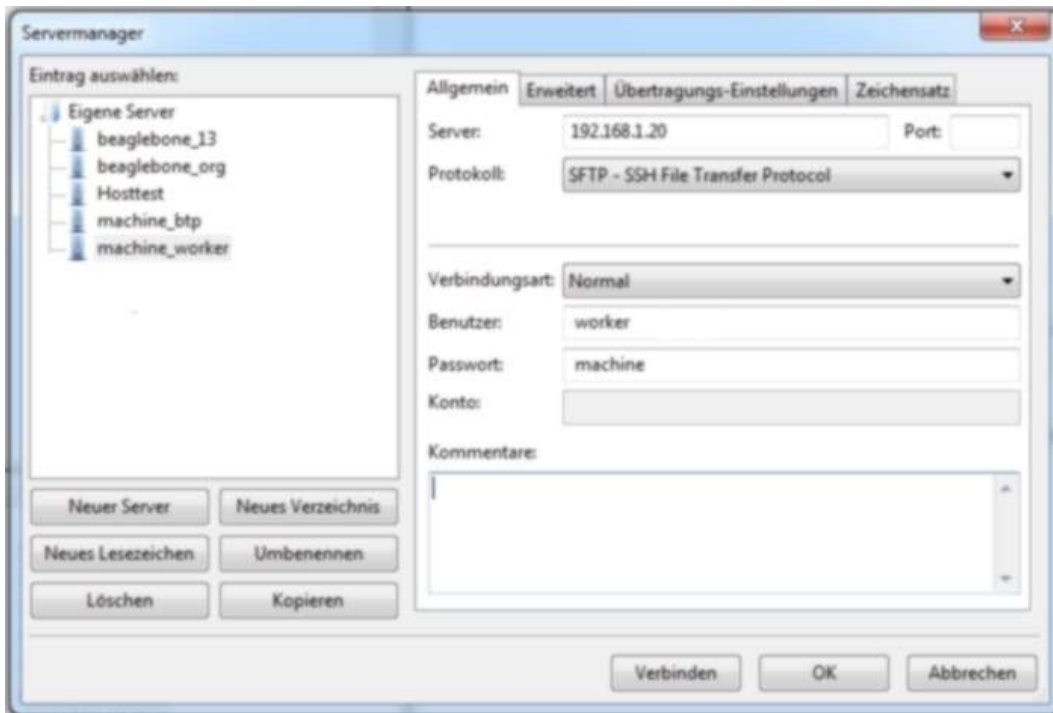 Servermanager
Eintrag auswählen:
Eigene Server
beaglebone_13
beaglebone_org
Hosttest
machine_btp
machine_worker
Neuer Server
Neues Verzeichnis
Neues Lesezeichen
Umbenennen
Löschen
Kopieren
Allgemein
Erweitert
Übertragungs-Einstellungen
Zeichensatz
Server: 192.168.1.20 Port:
Protokoll: SFTP - SSH File Transfer Protocol
Verbindungsart: Normal
Benutzer: worker
Passwort: machine
Konto:
Kommentare:
Verbinden
OK
Abbrechen